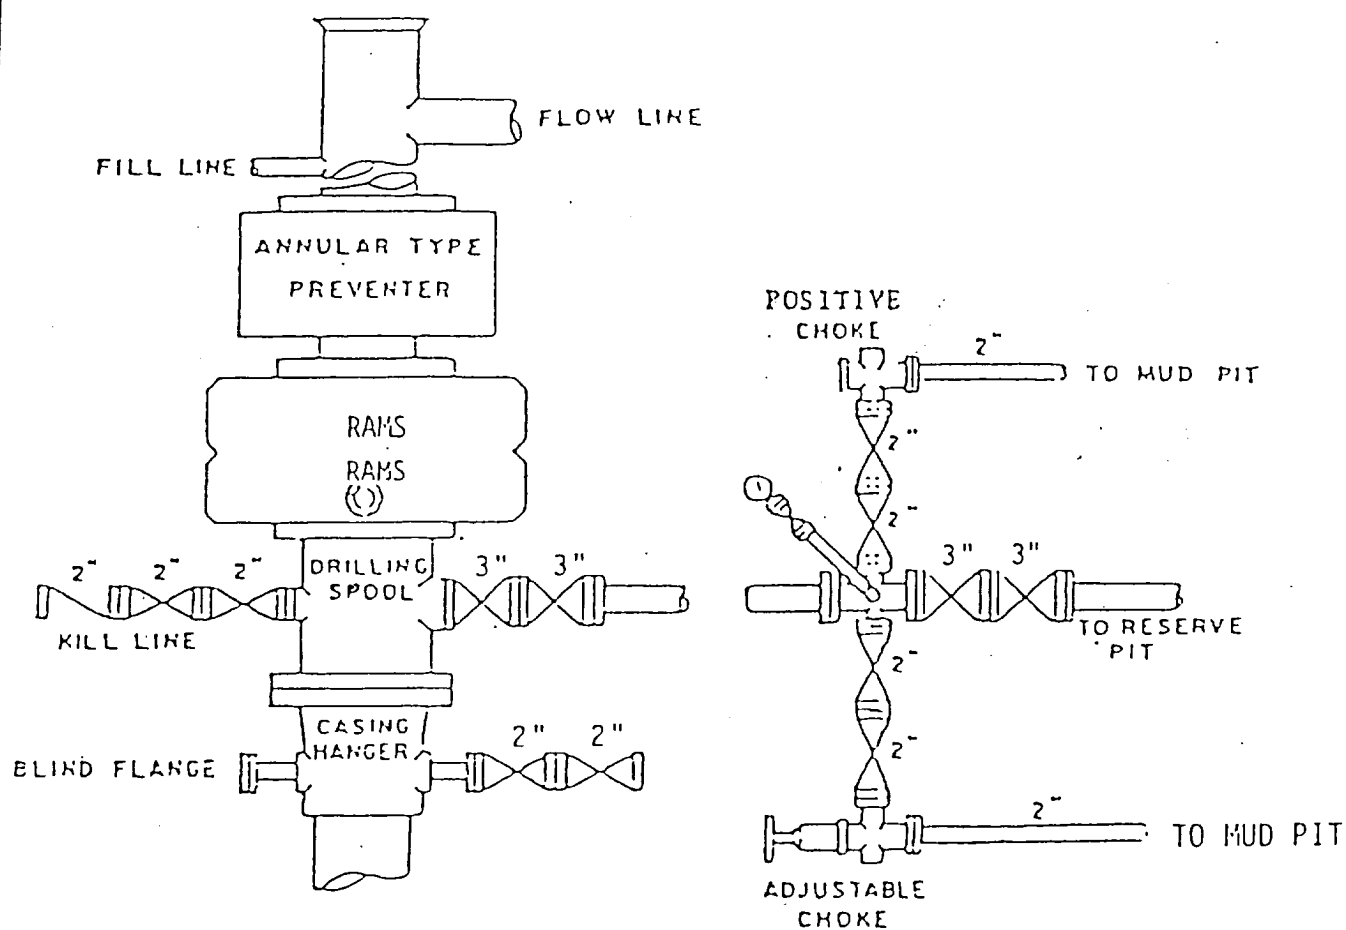 FLOW LINE
FILL LINE
ANNULAR TYPE
PREVENTER
RAMS
RAMS
DRILLING
SPOOL
2"
2"
2"
3"
3"
KILL LINE
CASING
HANGER
BLIND FLANGE
2"
2"
POSITIVE
CHOKE
2"
TO MUD PIT
2"
2"
3"
3"
TO RESERVE
PIT
2"
2"
2"
TO MUD PIT
ADJUSTABLE
CHOKE